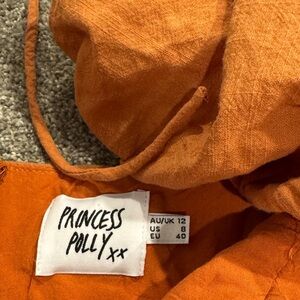 PRINCESS
POLLY xx
AU/UK 12
US 8
EU 40